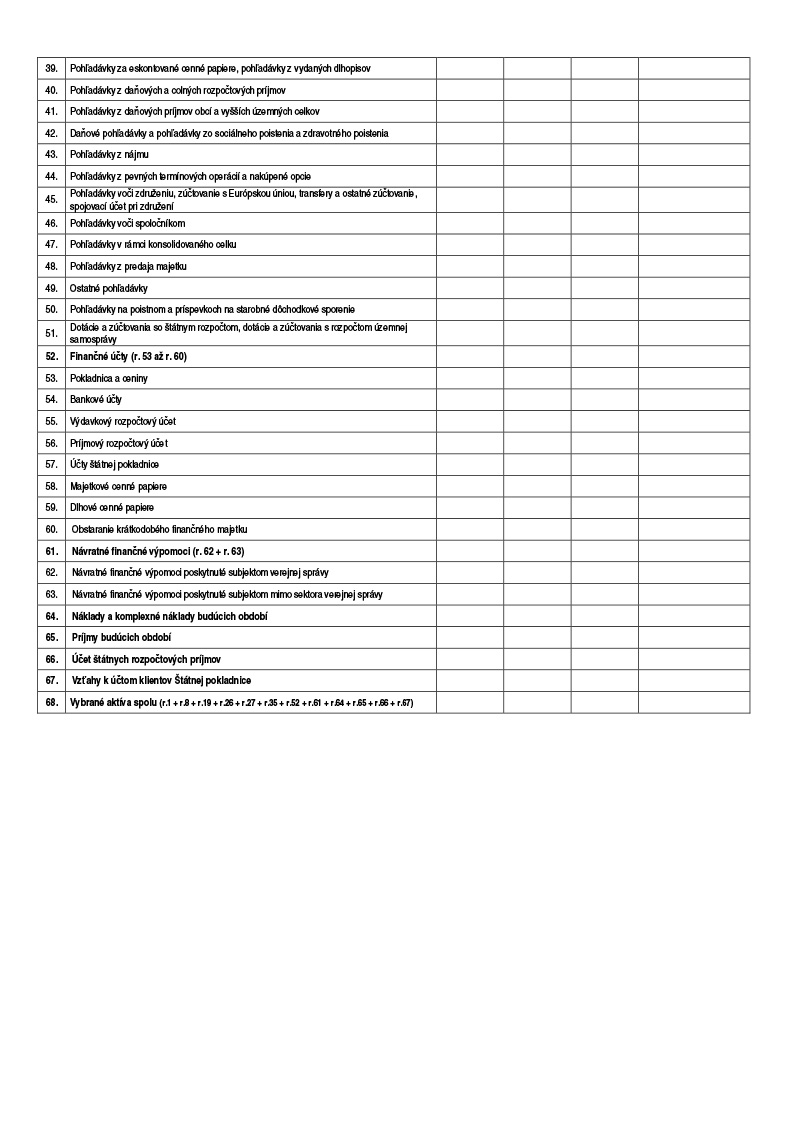 39. Pohľadávky za eskontované cenné papiere, pohľadávky z vydaných dlhopisov
40. Pohľadávky z daňových a colných rozpočtových príjmov
41. Pohľadávky z daňových príjmov obcí a vyšších územných celkov
42. Daňové pohľadávky a pohľadávky zo sociálneho poistenia a zdravotného poistenia
43. Pohľadávky z nájmu
44. Pohľadávky z pevných termínových operácií a nakúpené opcie
45. Pohľadávky voči združeniu, zúčtovanie s Európskou úniou, transfery a ostatné zúčtovanie,
spojovací účet pri združení
46. Pohľadávky voči spoločníkom
47. Pohľadávky v rámci konsolidovaného celku
48. Pohľadávky z predaja majetku
49. Ostatné pohľadávky
50. Pohľadávky na poistnom a príspevkoch na starobné dôchodkové sporenie
51. Dotácie a zúčtovania so štátnym rozpočtom, dotácie a zúčtovania s rozpočtom územnej
samosprávy
52. Finančné účty (r. 53 až r. 60)
53. Pokladnica a ceniny
54. Bankové účty
55. Výdavkový rozpočtový účet
56. Príjmový rozpočtový účet
57. Účty štátnej pokladnice
58. Majetkové cenné papiere
59. Dlhové cenné papiere
60. Obstaranie krátkodobého finančného majetku
61. Návratné finančné výpomoci (r. 62 + r. 63)
62. Návratné finančné výpomoci poskytnuté subjektom verejnej správy
63. Návratné finančné výpomoci poskytnuté subjektom mimo sektora verejnej správy
64. Náklady a komplexné náklady budúcich období
65. Príjmy budúcich období
66. Účet štátnych rozpočtových príjmov
67. Vzťahy k účtom klientov Štátnej pokladnice
68. Vybrané aktíva spolu (r.1 + r.8 + r.19 + r.26 + r.27 + r.35 + r.52 + r.61 + r.64 + r.65 + r.66 + r.67)